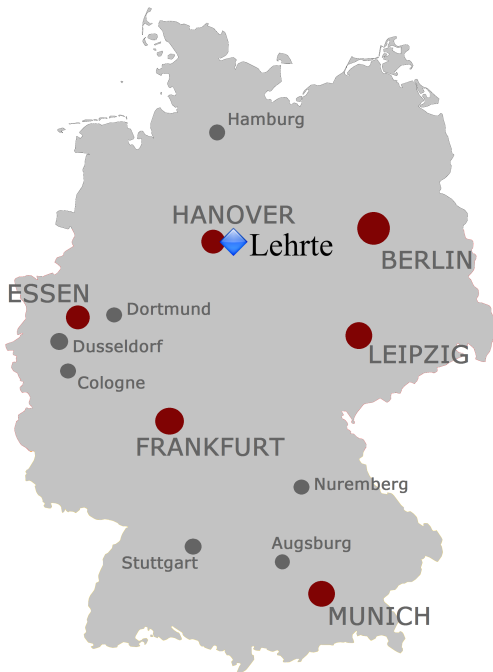 Hamburg
HANOVER
Lehrte
BERLIN
ESSEN
Dortmund
Dusseldorf
LEIPZIG
Cologne
FRANKFURT
Nuremberg
Augsburg
Stuttgart
MUNICH